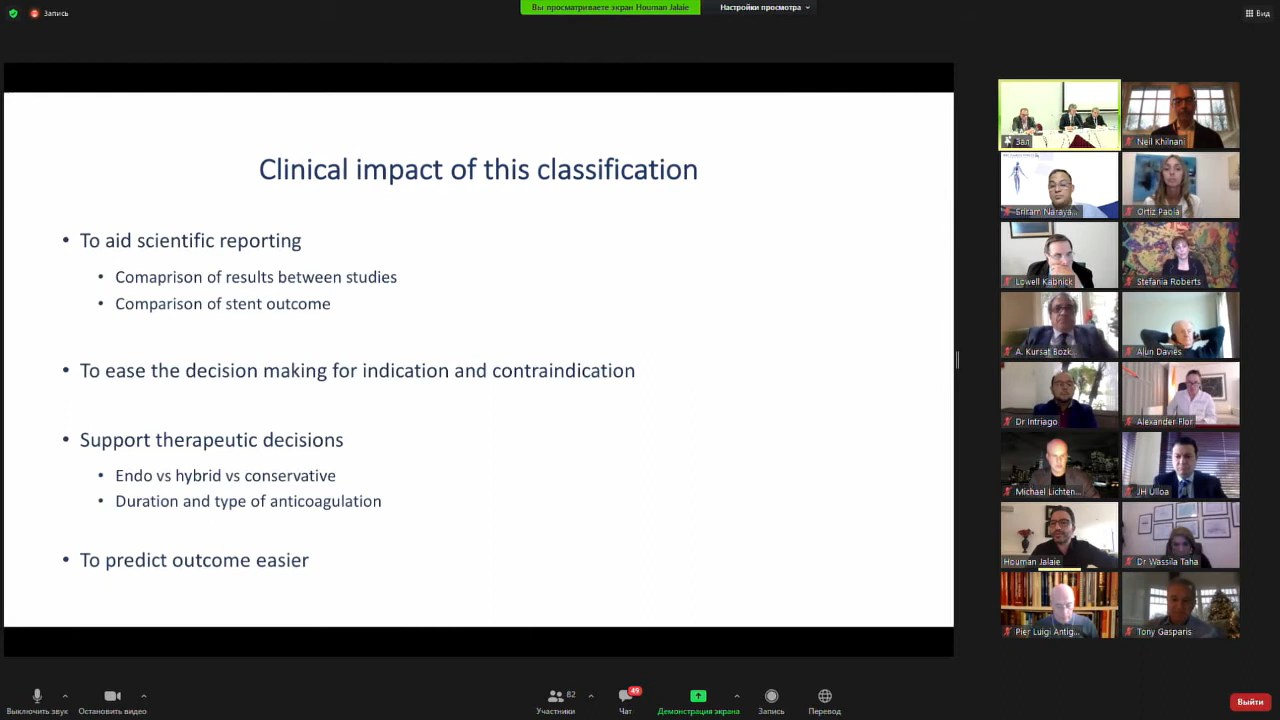 Запись
Вы просматриваете экран Houman Jalaie
Настройки просмотра
Вид
Clinical impact of this classification
• To aid scientific reporting
• Comaprison of results between studies
• Comparison of stent outcome
• To ease the decision making for indication and contraindication
• Support therapeutic decisions
• Endo vs hybrid vs conservative
• Duration and type of anticoagulation
• To predict outcome easier
Зал
Neil Khilnani
Sriram Naraya...
Ortiz Pabla
Lowell Kabnick
Stefania Roberts
A. Kursat Bozk...
Alun Davies
Dr Intriago
Alexander Flor
Michael Lichten...
JH Ulloa
Houman Jalaie
Dr Wassila Taha
Pier Luigi Antig...
Tony Gasparis
Выключить звук
Остановить видео
82
Участники
49
Чат
Демонстрация экрана
Запись
Перевод
Выйти